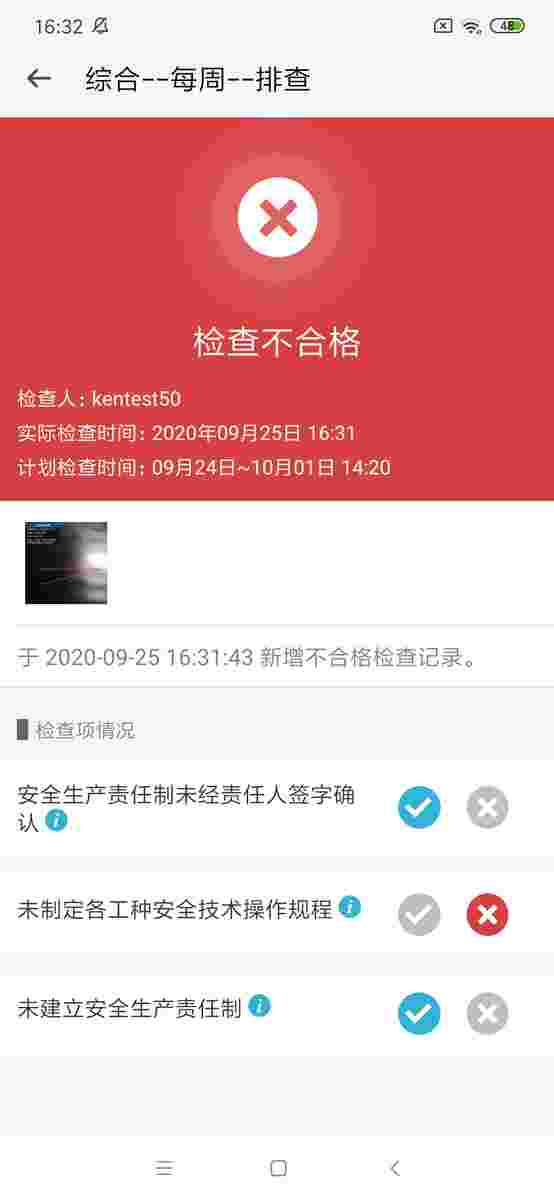 16:32
48
综合--每周--排查
检查不合格
检查人: kentest50
实际检查时间: 2020年09月25日 16:31
计划检查时间: 09月24日~10月01日 14:20
于 2020-09-25 16:31:43 新增不合格检查记录。
检查项情况
安全生产责任制未经责任人签字确
认
未制定各工种安全技术操作规程
未建立安全生产责任制